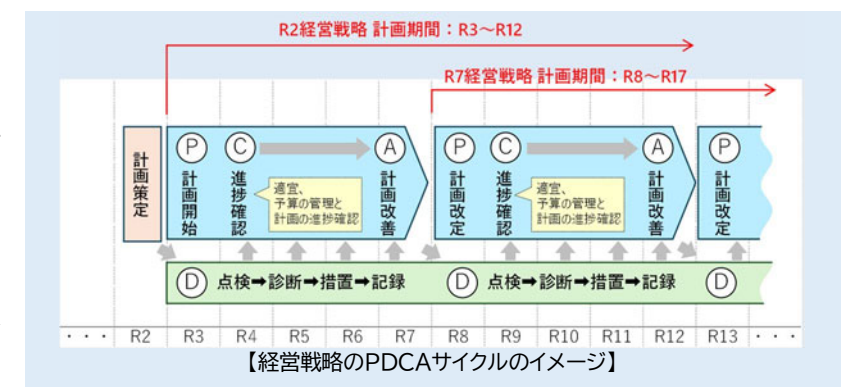 R2経営戦略 計画期間：R3～R12
R7経営戦略 計画期間：R8～R17
計画策定
P
計画開始
C
進捗確認
適宜、
予算の管理と
計画の進捗確認
A
計画改善
P
計画改定
C
進捗確認
適宜、
予算の管理と
計画の進捗確認
A
計画改善
P
計画改定
D 点検➡診断➡措置➡記録
D 点検➡診断➡措置➡記録
D
・・・ R2 R3 R4 R5 R6 R7 R8 R9 R10 R11 R12 R13 ・・・
【経営戦略のPDCAサイクルのイメージ】